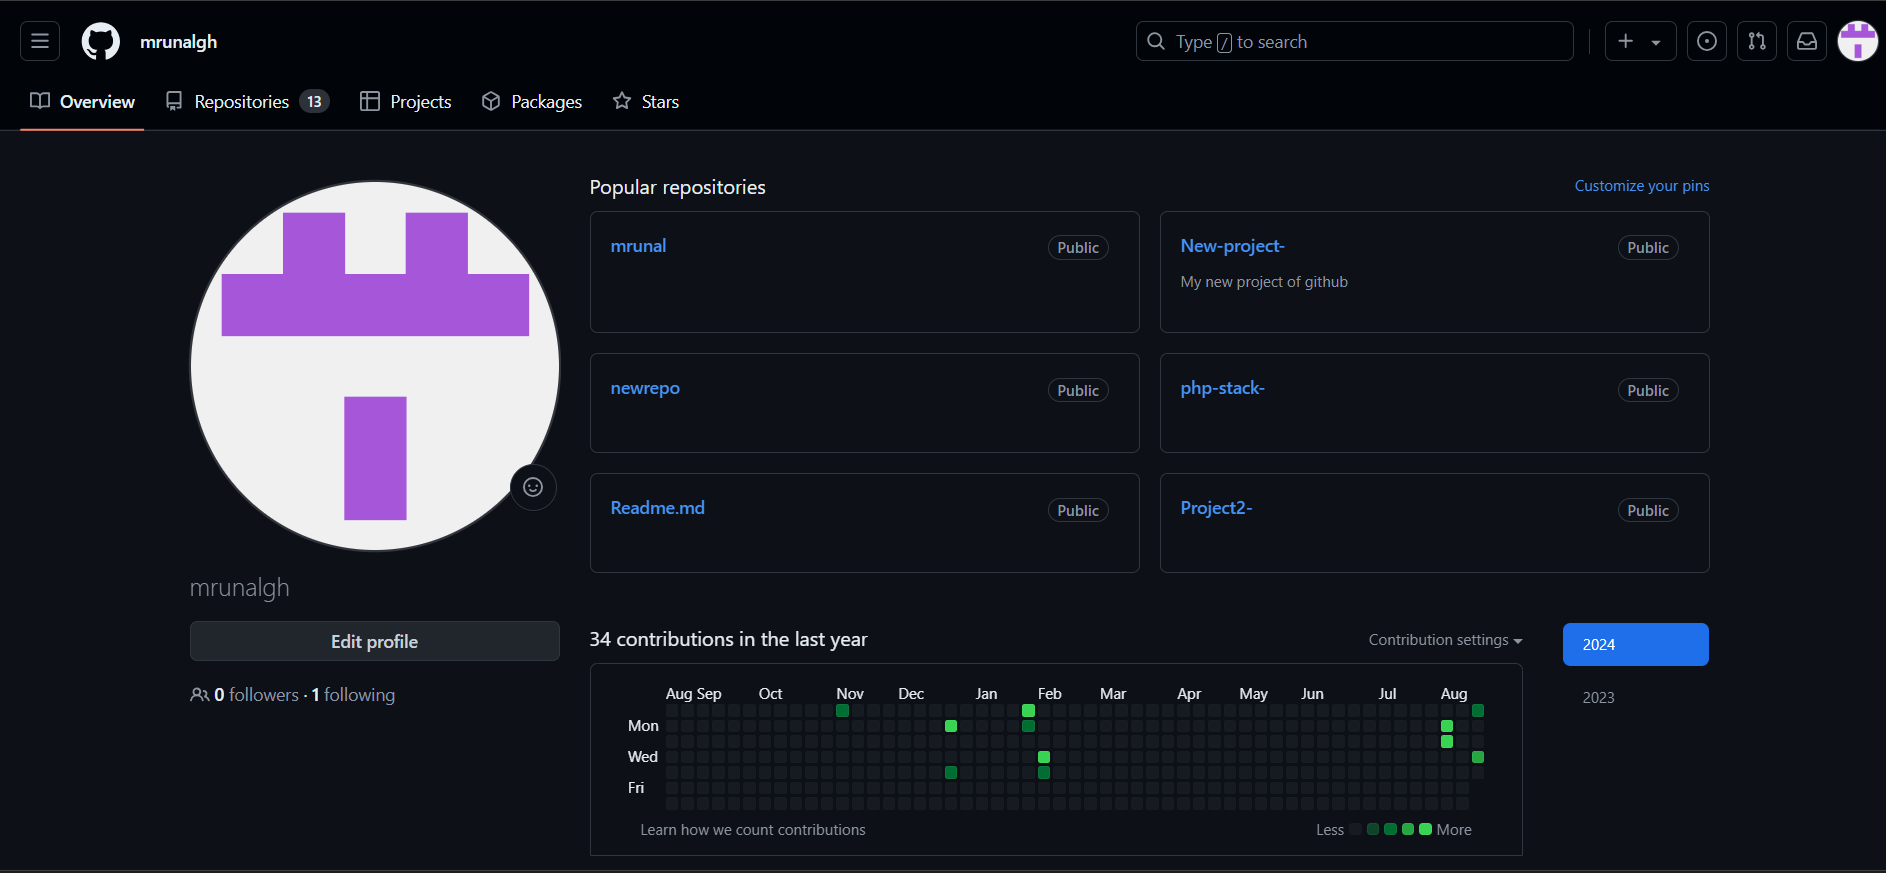 mrunalgh
Type / to search
Overview Repositories 13 Projects Packages Stars
Popular repositories Customize your pins
mrunal Public
New-project- Public
My new project of github
newrepo Public
php-stack- Public
Readme.md Public
Project2- Public
mrunalgh
Edit profile
0 followers · 1 following
34 contributions in the last year Contribution settings
2024
2023
Aug Sep Oct Nov Dec Jan Feb Mar Apr May Jun Jul Aug
Mon
Wed
Fri
Learn how we count contributions Less More